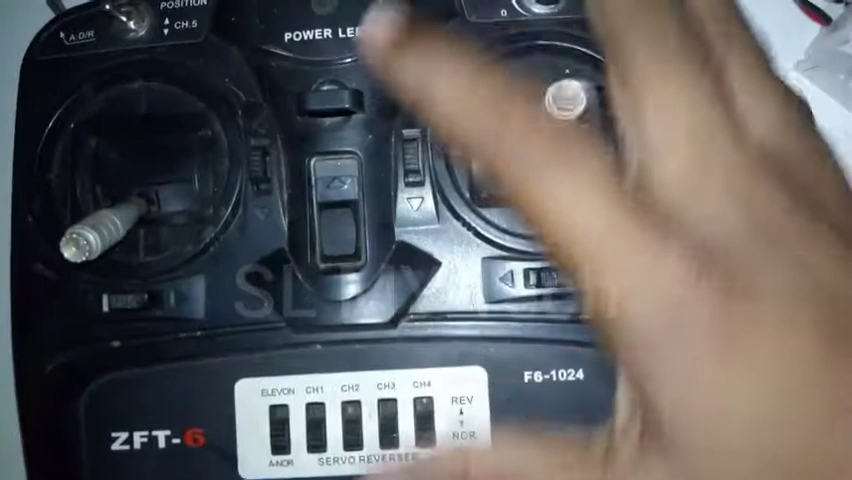 POSITION
A.D/R
CH.5
0
POWER LE
ELEVON CH1 CH2 CH3 CH4
REV
NOR
A-NOR
SERVO REVERSE
F6-1024
ZFT-6